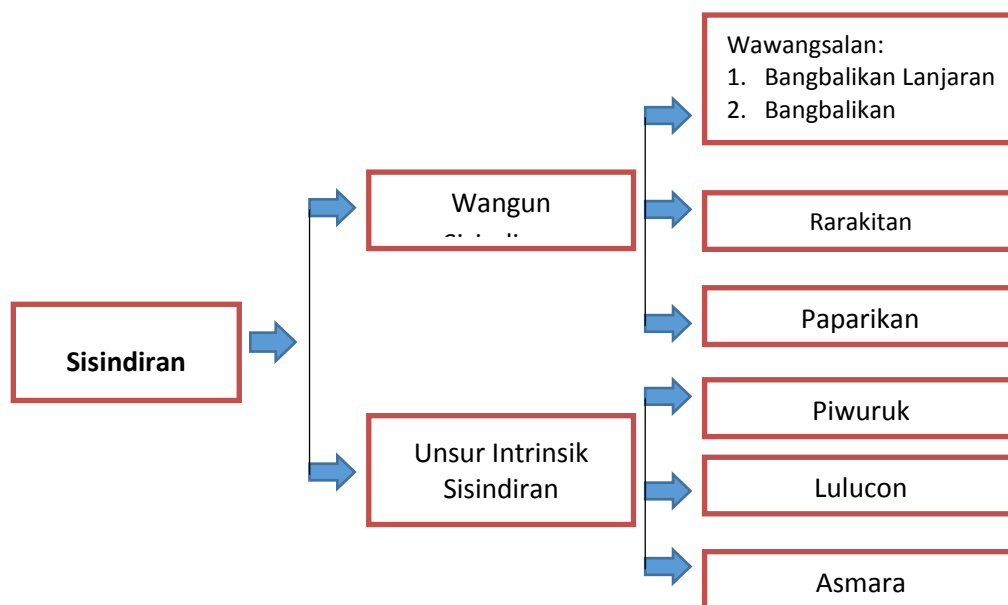 Wawangsalan:
1. Bangbalikan Lanjaran
2. Bangbalikan
Wangun
Rarakitan
Paparikan
Sisindiran
Piwuruk
Unsur Intrinsik
Sisindiran
Lulucon
Asmara